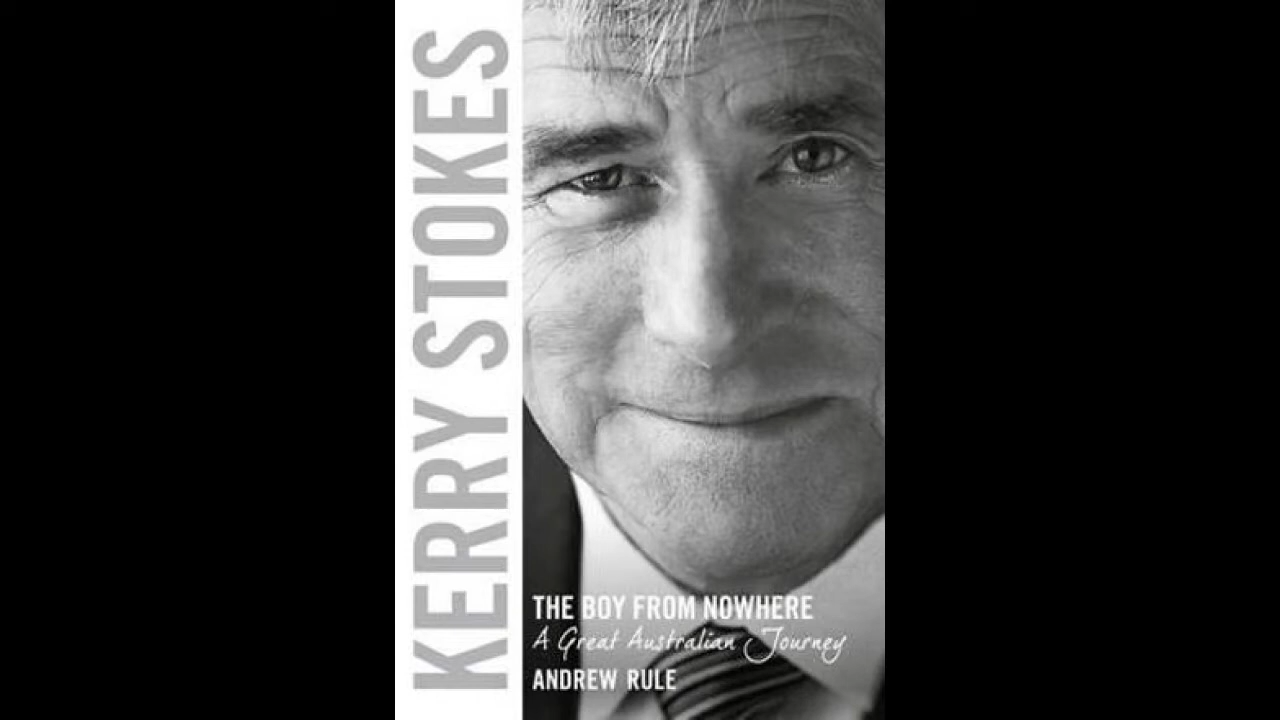 KERRY STOKES
THE BOY FROM NOWHERE
A Great Australian Journey
ANDREW RULE